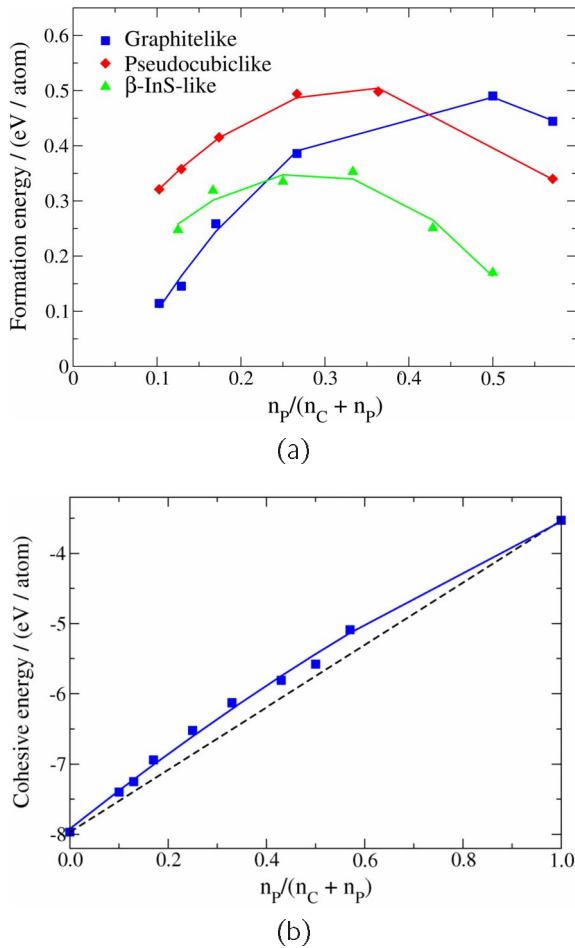 Formation energy / (eV / atom)
0.6
0.5
0.4
0.3
0.2
0.1
0
Graphitelike
Pseudocubiclike
β-InS-like
0 0.1 0.2 0.3 0.4 0.5
n_P/(n_C + n_P)
(a)
Cohesive energy / (eV / atom)
-4
-5
-6
-7
-8
0.0 0.2 0.4 0.6 0.8 1.0
n_P/(n_C + n_P)
(b)